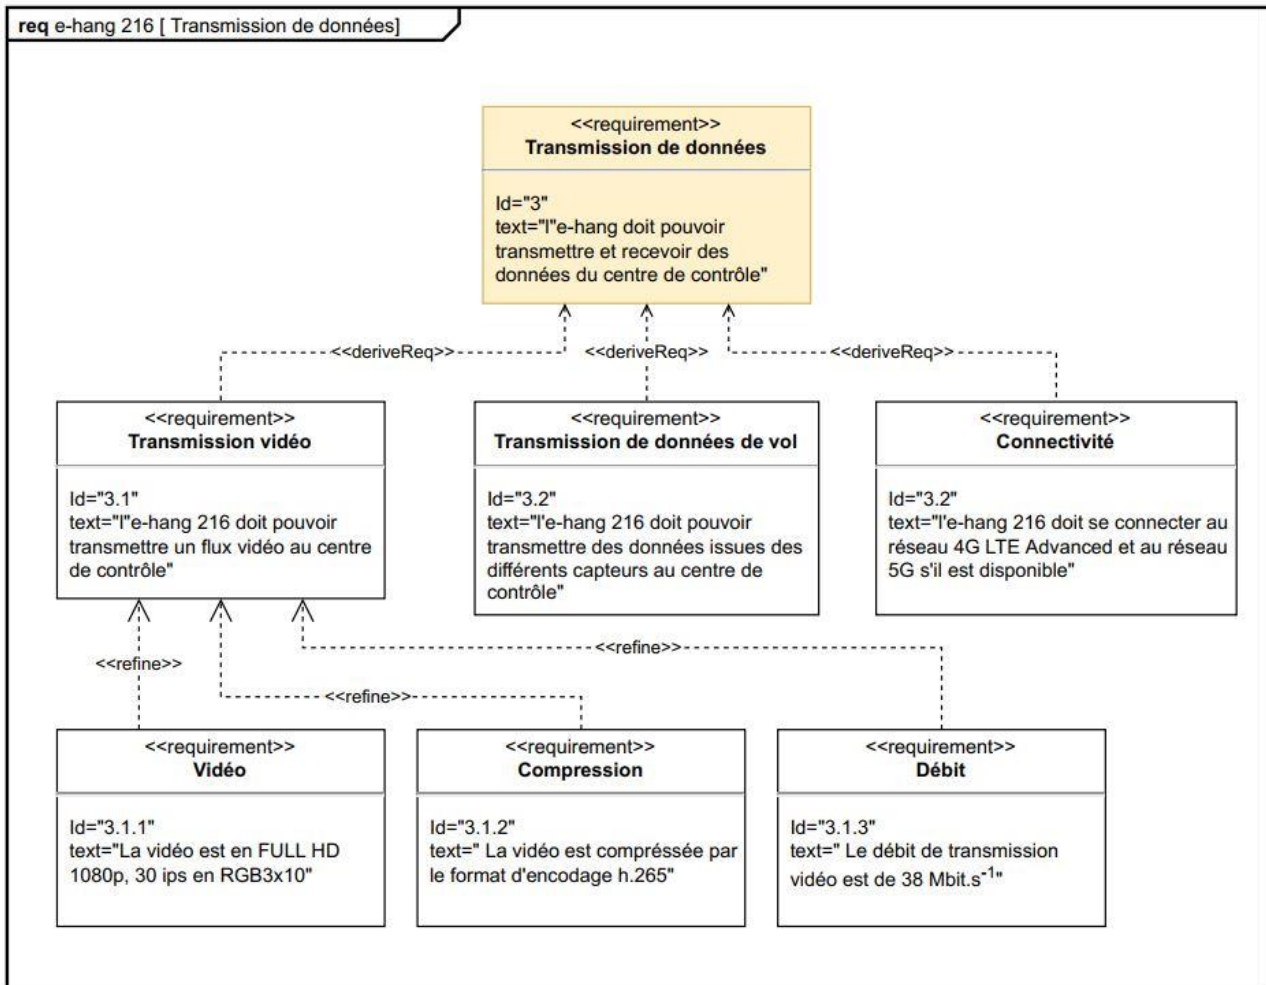 req e-hang 216 [ Transmission de données]
<<requirement>>
Transmission de données
Id="3"
text="l"e-hang doit pouvoir
transmettre et recevoir des
données du centre de contrôle"
<<deriveReq>>
<<deriveReq>>
<<deriveReq>>
<<requirement>>
Transmission vidéo
Id="3.1"
text="l"e-hang 216 doit pouvoir
transmettre un flux vidéo au centre
de contrôle"
<<requirement>>
Transmission de données de vol
Id="3.2"
text="l'e-hang 216 doit pouvoir
transmettre des données issues des
différents capteurs au centre de
contrôle"
<<requirement>>
Connectivité
Id="3.2"
text="l'e-hang 216 doit se connecter au
réseau 4G LTE Advanced et au réseau
5G s'il est disponible"
<<refine>>
<<refine>>
<<refine>>
<<requirement>>
Vidéo
Id="3.1.1"
text="La vidéo est en FULL HD
1080p, 30 ips en RGB3x10"
<<requirement>>
Compression
Id="3.1.2"
text=" La vidéo est compréssée par
le format d'encodage h.265"
<<requirement>>
Débit
Id="3.1.3"
text=" Le débit de transmission
vidéo est de 38 Mbit.s⁻¹"